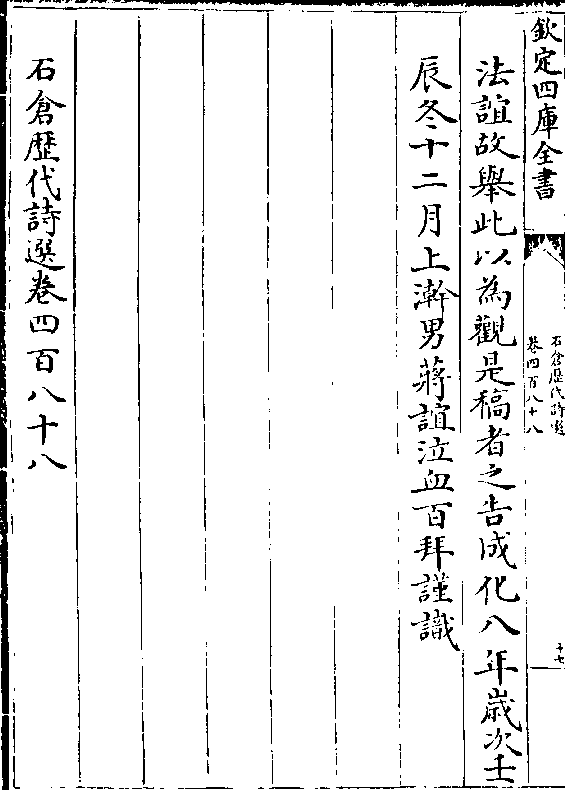 欽定四庫全書
石倉歷代詩選
卷四百八十八
十七
法誼故舉此以為觀是稿者之告成化八年歲次壬
辰冬十二月上澣男蔣誼泣血百拜謹識
石倉歷代詩選卷四百八十八